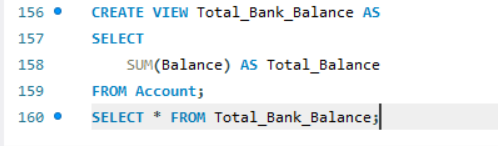 156 CREATE VIEW Total_Bank_Balance AS
157 SELECT
158 SUM(Balance) AS Total_Balance
159 FROM Account;
160 SELECT * FROM Total_Bank_Balance;